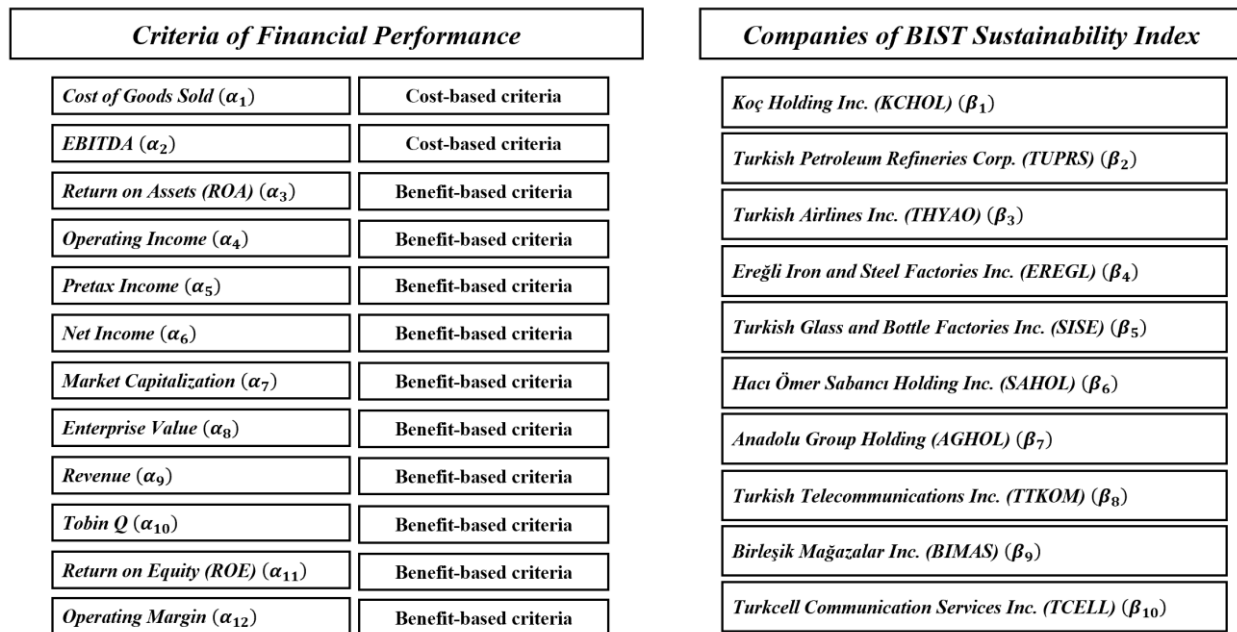 Criteria of Financial Performance
Cost of Goods Sold (α₁) Cost-based criteria
EBITDA (α₂) Cost-based criteria
Return on Assets (ROA) (α₃) Benefit-based criteria
Operating Income (α₄) Benefit-based criteria
Pretax Income (α₅) Benefit-based criteria
Net Income (α₆) Benefit-based criteria
Market Capitalization (α₇) Benefit-based criteria
Enterprise Value (α₈) Benefit-based criteria
Revenue (α₉) Benefit-based criteria
Tobin Q (α₁₀) Benefit-based criteria
Return on Equity (ROE) (α₁₁) Benefit-based criteria
Operating Margin (α₁₂) Benefit-based criteria
Companies of BIST Sustainability Index
Koç Holding Inc. (KCHOL) (β₁)
Turkish Petroleum Refineries Corp. (TUPRS) (β₂)
Turkish Airlines Inc. (THYAO) (β₃)
Ereğli Iron and Steel Factories Inc. (EREGL) (β₄)
Turkish Glass and Bottle Factories Inc. (SISE) (β₅)
Hacı Ömer Sabancı Holding Inc. (SAHOL) (β₆)
Anadolu Group Holding (AGHOL) (β₇)
Turkish Telecommunications Inc. (TTKOM) (β₈)
Birleşik Mağazalar Inc. (BIMAS) (β₉)
Turkcell Communication Services Inc. (TCELL) (β₁₀)